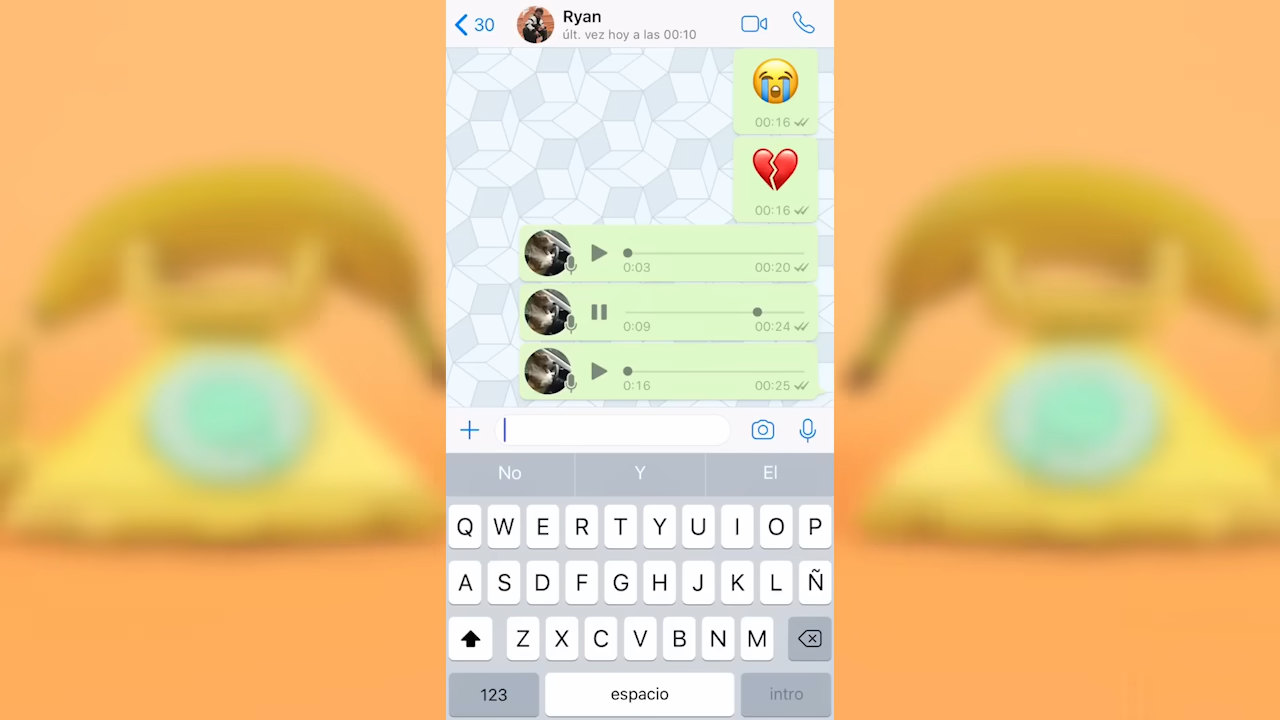 30
Ryan
últ. vez hoy a las 00:10
00:16
00:16
0:03 00:20
0:09 00:24
0:16 00:25
No Y El
Q W E R T Y U I O P
A S D F G H J K L Ñ
Z X C V B N M
123 espacio intro